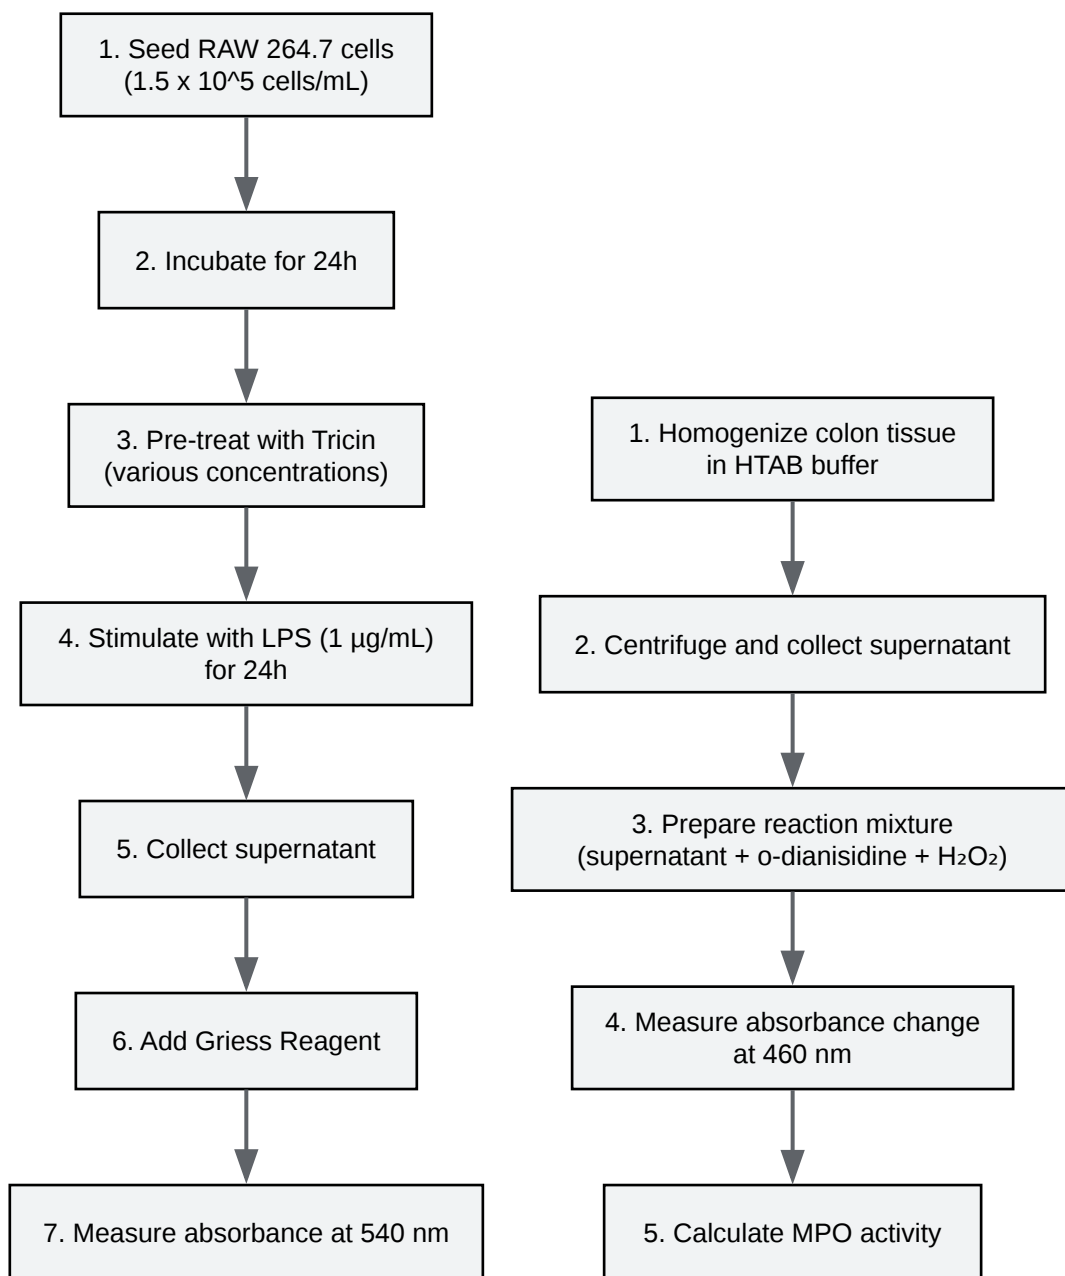 1. Seed RAW 264.7 cells
(1.5 x 10^5 cells/mL)
2. Incubate for 24h
3. Pre-treat with Tricin
(various concentrations)
4. Stimulate with LPS (1 µg/mL)
for 24h
5. Collect supernatant
6. Add Griess Reagent
7. Measure absorbance at 540 nm
1. Homogenize colon tissue
in HTAB buffer
2. Centrifuge and collect supernatant
3. Prepare reaction mixture
(supernatant + o-dianisidine + H₂O₂)
4. Measure absorbance change
at 460 nm
5. Calculate MPO activity